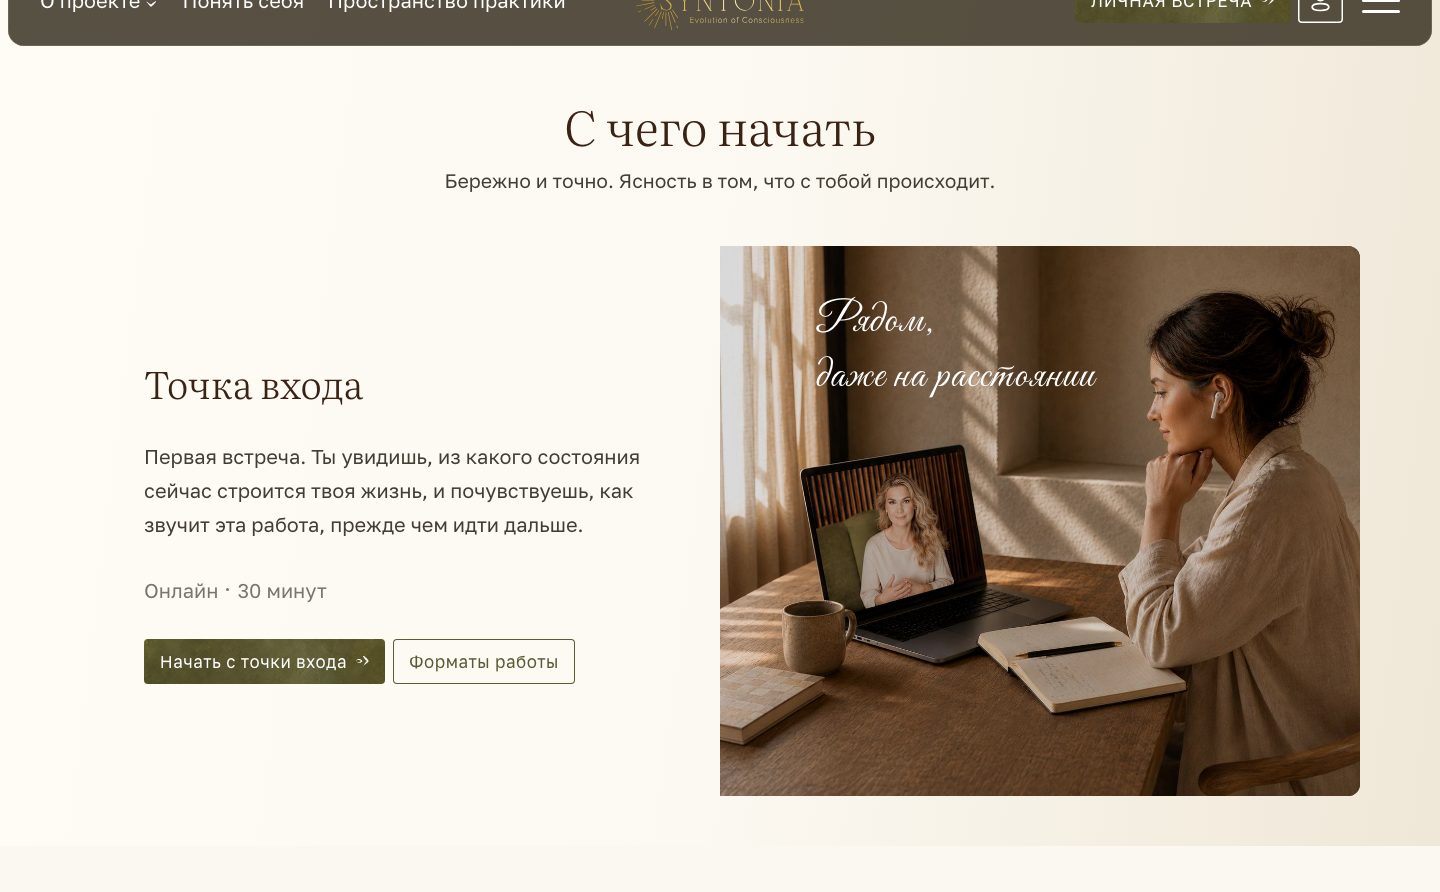 О проекте
Понять себя
Пространство практики
SYNTONIA
Evolution of Consciousness
ЛИЧНАЯ ВСТРЕЧА
С чего начать
Бережно и точно. Ясность в том, что с тобой происходит.
Рядом,
даже на расстоянии
Точка входа
Первая встреча. Ты увидишь, из какого состояния
сейчас строится твоя жизнь, и почувствуешь, как
звучит эта работа, прежде чем идти дальше.
Онлайн · 30 минут
Начать с точки входа
Форматы работы